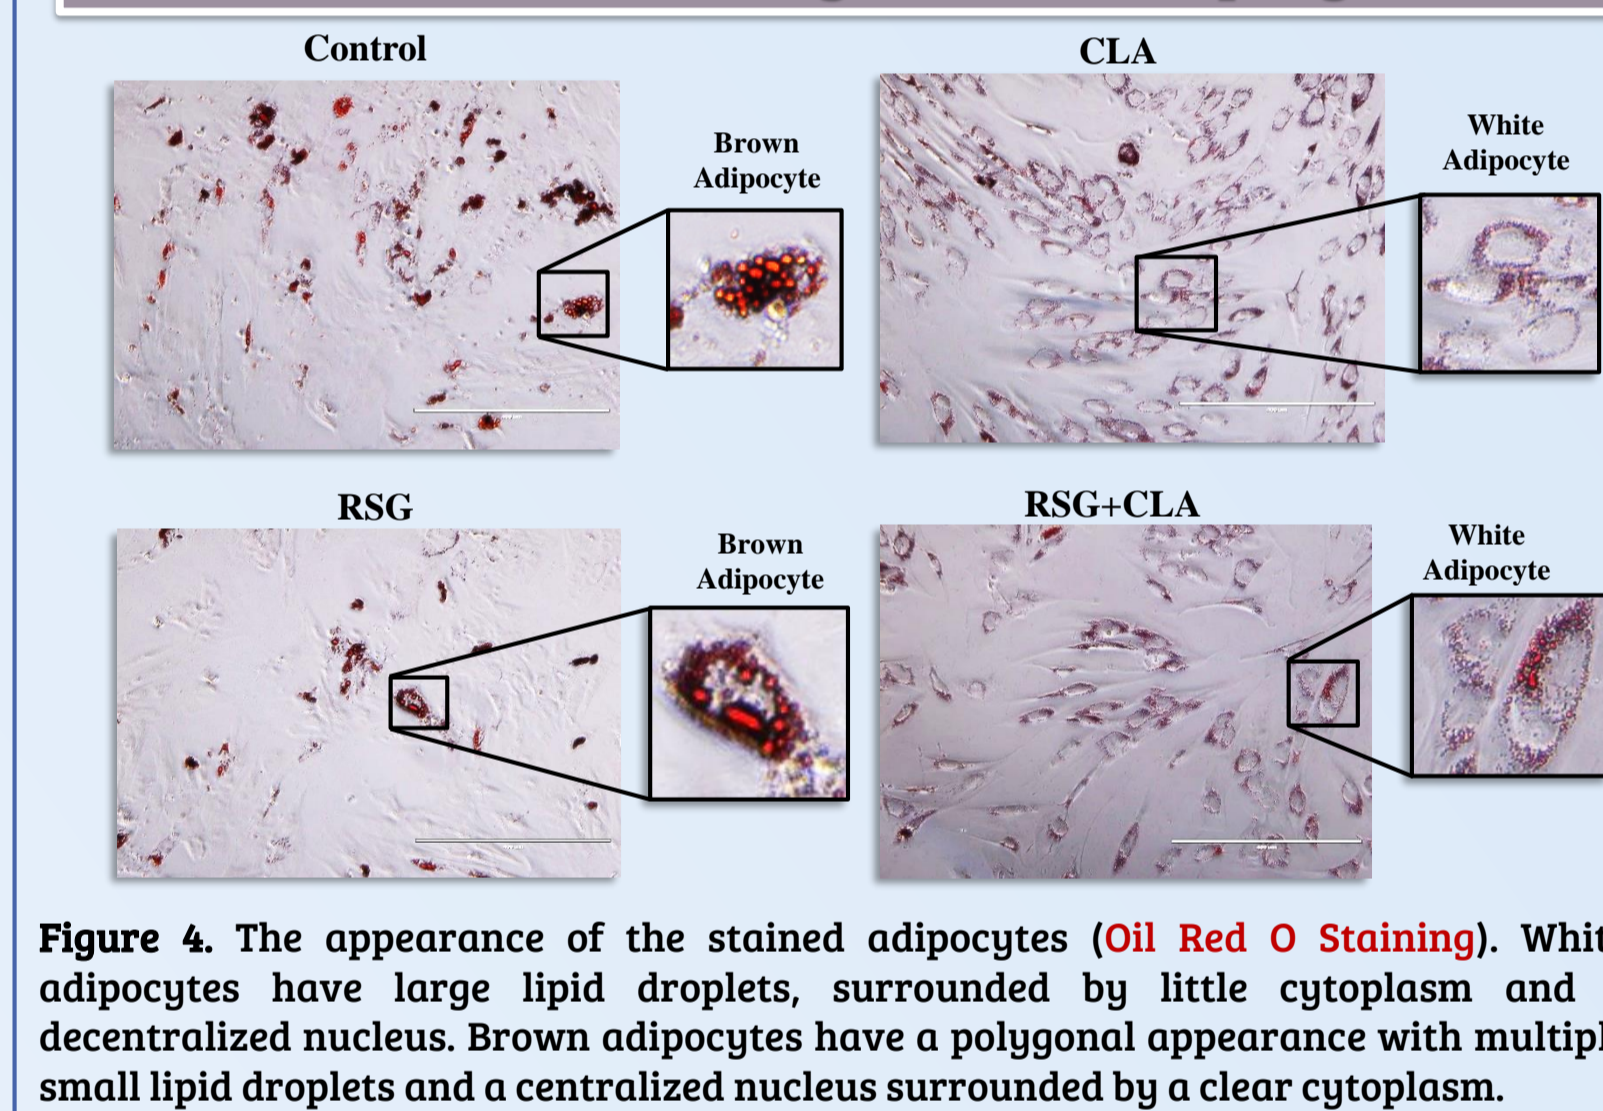 Control
CLA
Brown
Adipocyte
White
Adipocyte
RSG
RSG+CLA
Brown
Adipocyte
White
Adipocyte
Figure 4. The appearance of the stained adipocytes (Oil Red O Staining). Whit
adipocytes have large lipid droplets, surrounded by little cytoplasm and
decentralized nucleus. Brown adipocytes have a polygonal appearance with multipl
small lipid droplets and a centralized nucleus surrounded by a clear cytoplasm.